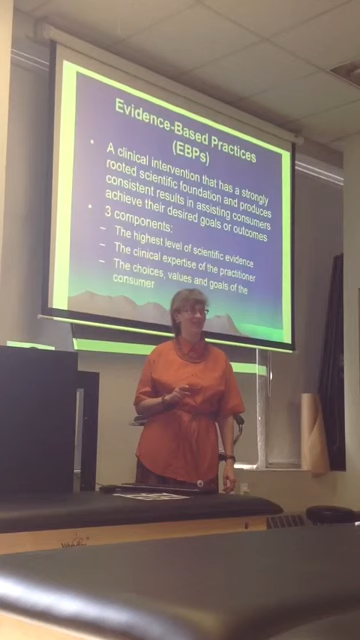 Evidence-Based Practices
(EBPs)
• A clinical intervention that has a strongly
rooted scientific foundation and produces
consistent results in assisting consumers
achieve their desired goals or outcomes
• 3 components:
– The highest level of scientific evidence
– The clinical expertise of the practitioner
– The choices, values and goals of the
consumer